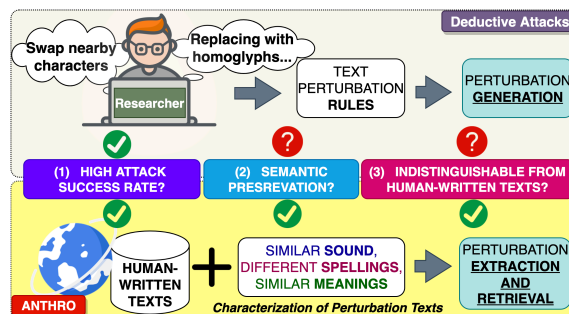 Deductive Attacks
Swap nearby
characters
Replacing with
homoglyphs...
Researcher
TEXT
PERTURBATION
RULES
PERTURBATION
GENERATION
(1) HIGH ATTACK
SUCCESS RATE?
(2) SEMANTIC
PRESREVATION?
(3) INDISTINGUISHABLE FROM
HUMAN-WRITTEN TEXTS?
HUMAN-
WRITTEN
TEXTS
SIMILAR SOUND,
DIFFERENT SPELLINGS,
SIMILAR MEANINGS
PERTURBATION
EXTRACTION
AND
RETRIEVAL
ANTHRO
Characterization of Perturbation Texts